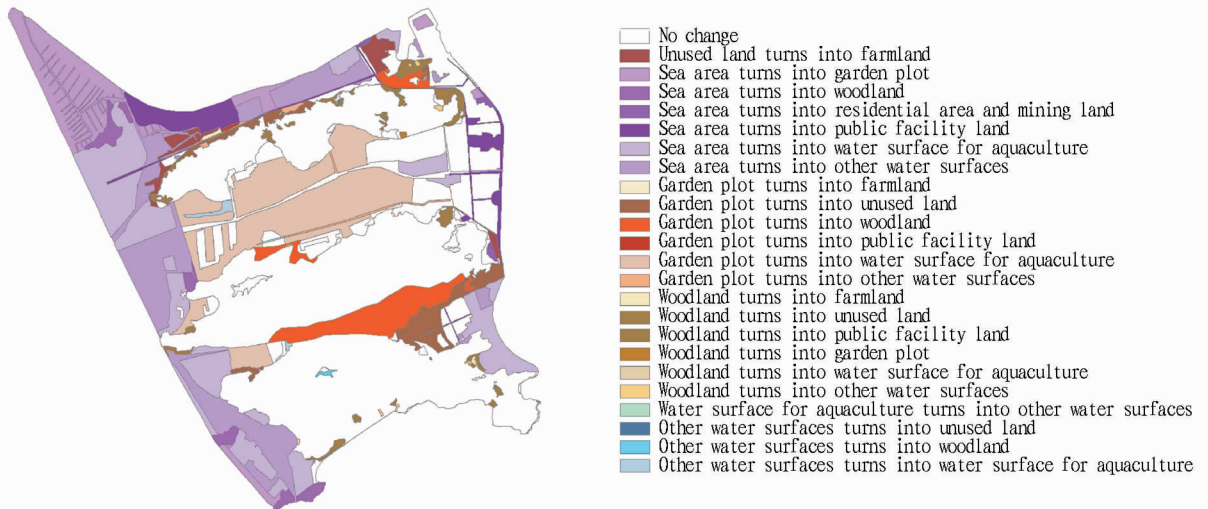 No change
Unused land turns into farmland
Sea area turns into garden plot
Sea area turns into woodland
Sea area turns into residential area and mining land
Sea area turns into public facility land
Sea area turns into water surface for aquaculture
Sea area turns into other water surfaces
Garden plot turns into farmland
Garden plot turns into unused land
Garden plot turns into woodland
Garden plot turns into public facility land
Garden plot turns into water surface for aquaculture
Garden plot turns into other water surfaces
Woodland turns into farmland
Woodland turns into unused land
Woodland turns into public facility land
Woodland turns into garden plot
Woodland turns into water surface for aquaculture
Woodland turns into other water surfaces
Water surface for aquaculture turns into other water surfaces
Other water surfaces turns into unused land
Other water surfaces turns into woodland
Other water surfaces turns into water surface for aquaculture